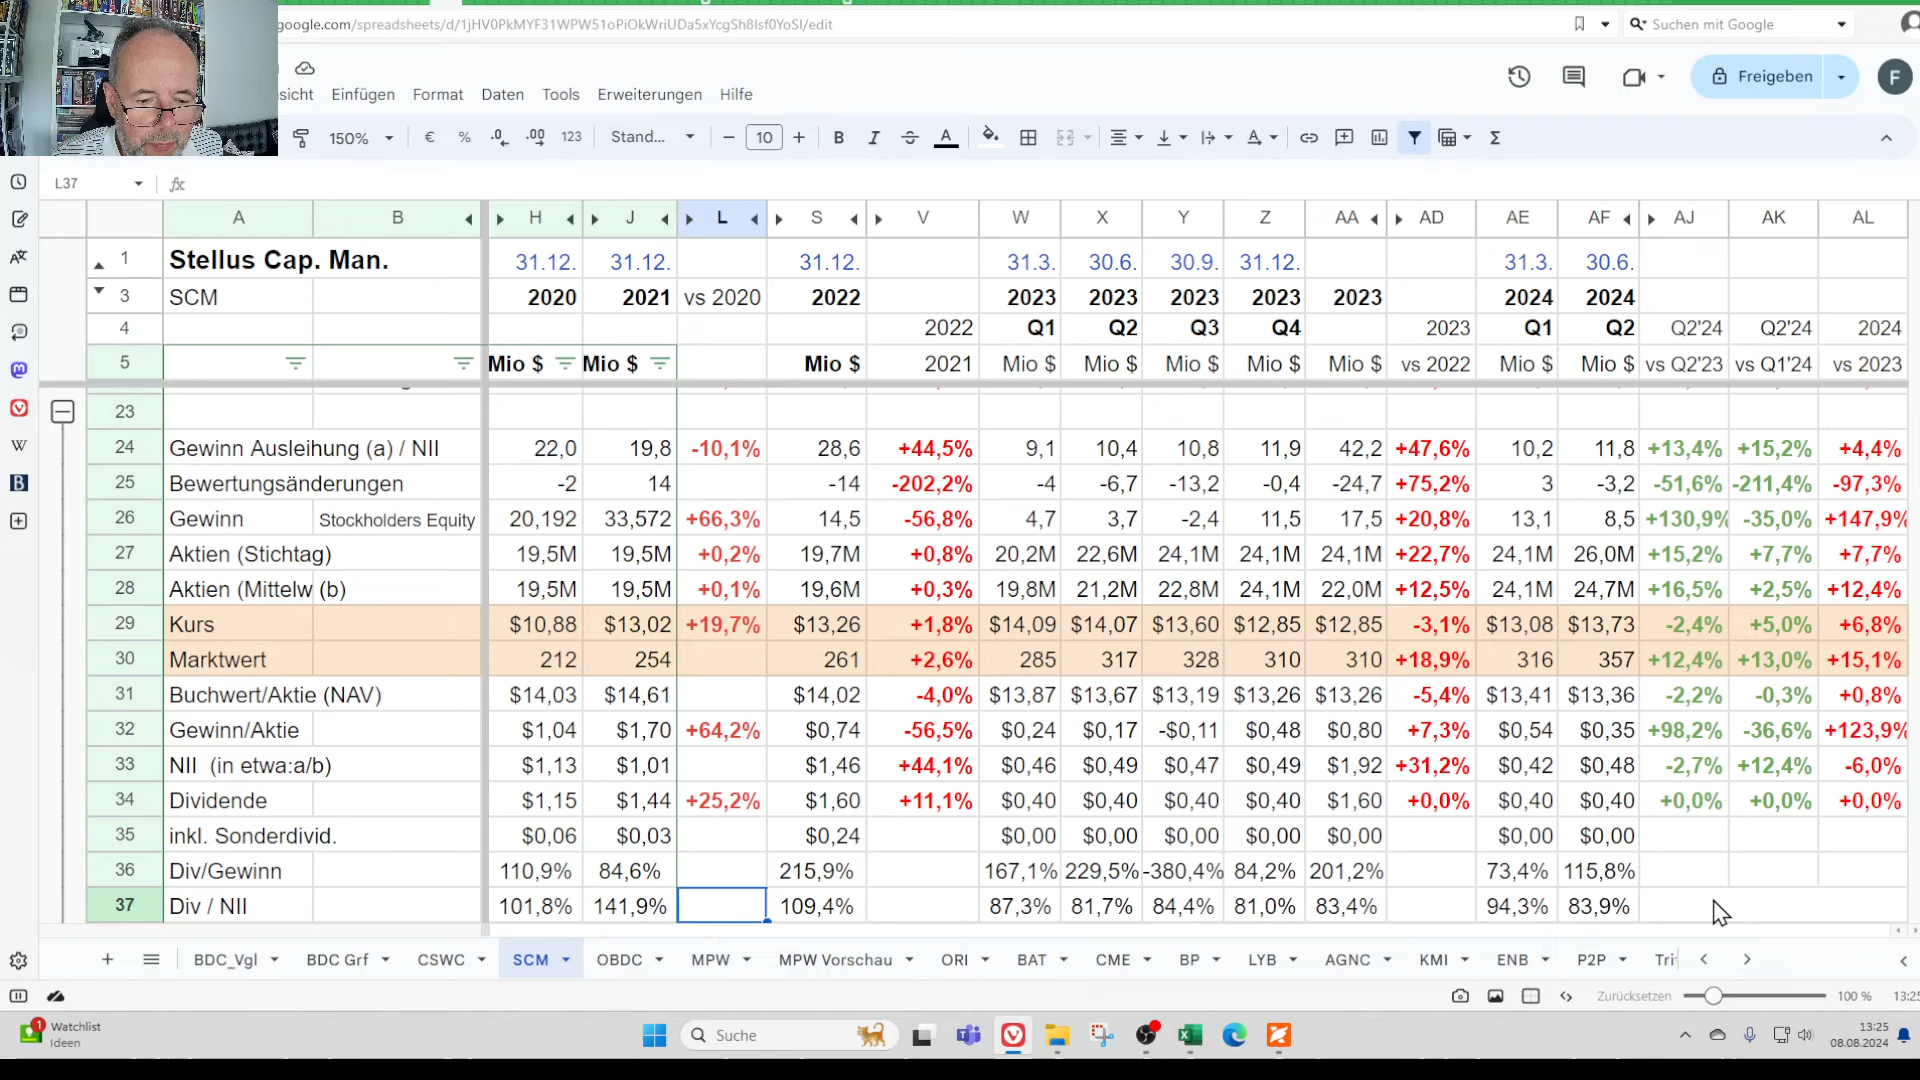 google.com/spreadsheets/d/1jHV0PkMYF31WPW51oPiOkWriUDa5xYcgSh8Isf0YoSI/edit
Suchen mit Google
sicht Einfügen Format Daten Tools Erweiterungen Hilfe
Freigeben
F
150% € % .0 .00 123 Stand... − 10 + B I A Σ
L37 fx
A B H J L S V W X Y Z AA AD AE AF AJ AK AL
1 Stellus Cap. Man. 31.12. 31.12. 31.12. 31.3. 30.6. 30.9. 31.12. 31.3. 30.6.
3 SCM 2020 2021 vs 2020 2022 2023 2023 2023 2023 2023 2024 2024
4 2022 Q1 Q2 Q3 Q4 2023 Q1 Q2 Q2'24 Q2'24 2024
5 Mio $ Mio $ Mio $ 2021 Mio $ Mio $ Mio $ Mio $ Mio $ vs 2022 Mio $ Mio $ vs Q2'23 vs Q1'24 vs 2023
23
24 Gewinn Ausleihung (a) / NII 22,0 19,8 -10,1% 28,6 +44,5% 9,1 10,4 10,8 11,9 42,2 +47,6% 10,2 11,8 +13,4% +15,2% +4,4%
25 Bewertungsänderungen -2 14 -14 -202,2% -4 -6,7 -13,2 -0,4 -24,7 +75,2% 3 -3,2 -51,6% -211,4% -97,3%
26 Gewinn Stockholders Equity 20,192 33,572 +66,3% 14,5 -56,8% 4,7 3,7 -2,4 11,5 17,5 +20,8% 13,1 8,5 +130,9% -35,0% +147,9%
27 Aktien (Stichtag) 19,5M 19,5M +0,2% 19,7M +0,8% 20,2M 22,6M 24,1M 24,1M 24,1M +22,7% 24,1M 26,0M +15,2% +7,7% +7,7%
28 Aktien (Mittelw (b) 19,5M 19,5M +0,1% 19,6M +0,3% 19,8M 21,2M 22,8M 24,1M 22,0M +12,5% 24,1M 24,7M +16,5% +2,5% +12,4%
29 Kurs $10,88 $13,02 +19,7% $13,26 +1,8% $14,09 $14,07 $13,60 $12,85 $12,85 -3,1% $13,08 $13,73 -2,4% +5,0% +6,8%
30 Marktwert 212 254 261 +2,6% 285 317 328 310 310 +18,9% 316 357 +12,4% +13,0% +15,1%
31 Buchwert/Aktie (NAV) $14,03 $14,61 $14,02 -4,0% $13,87 $13,67 $13,19 $13,26 $13,26 -5,4% $13,41 $13,36 -2,2% -0,3% +0,8%
32 Gewinn/Aktie $1,04 $1,70 +64,2% $0,74 -56,5% $0,24 $0,17 -$0,11 $0,48 $0,80 +7,3% $0,54 $0,35 +98,2% -36,6% +123,9%
33 NII (in etwa:a/b) $1,13 $1,01 $1,46 +44,1% $0,46 $0,49 $0,47 $0,49 $1,92 +31,2% $0,42 $0,48 -2,7% +12,4% -6,0%
34 Dividende $1,15 $1,44 +25,2% $1,60 +11,1% $0,40 $0,40 $0,40 $0,40 $1,60 +0,0% $0,40 $0,40 +0,0% +0,0% +0,0%
35 inkl. Sonderdivid. $0,06 $0,03 $0,24 $0,00 $0,00 $0,00 $0,00 $0,00 $0,00 $0,00
36 Div/Gewinn 110,9% 84,6% 215,9% 167,1% 229,5% -380,4% 84,2% 201,2% 73,4% 115,8%
37 Div / NII 101,8% 141,9% 109,4% 87,3% 81,7% 84,4% 81,0% 83,4% 94,3% 83,9%
BDC_Vgl BDC Grf CSWC SCM OBDC MPW MPW Vorschau ORI BAT CME BP LYB AGNC KMI ENB P2P Tri
Zurücksetzen 100 % 13:25
1 Watchlist
Ideen
Suche
13:25
08.08.2024